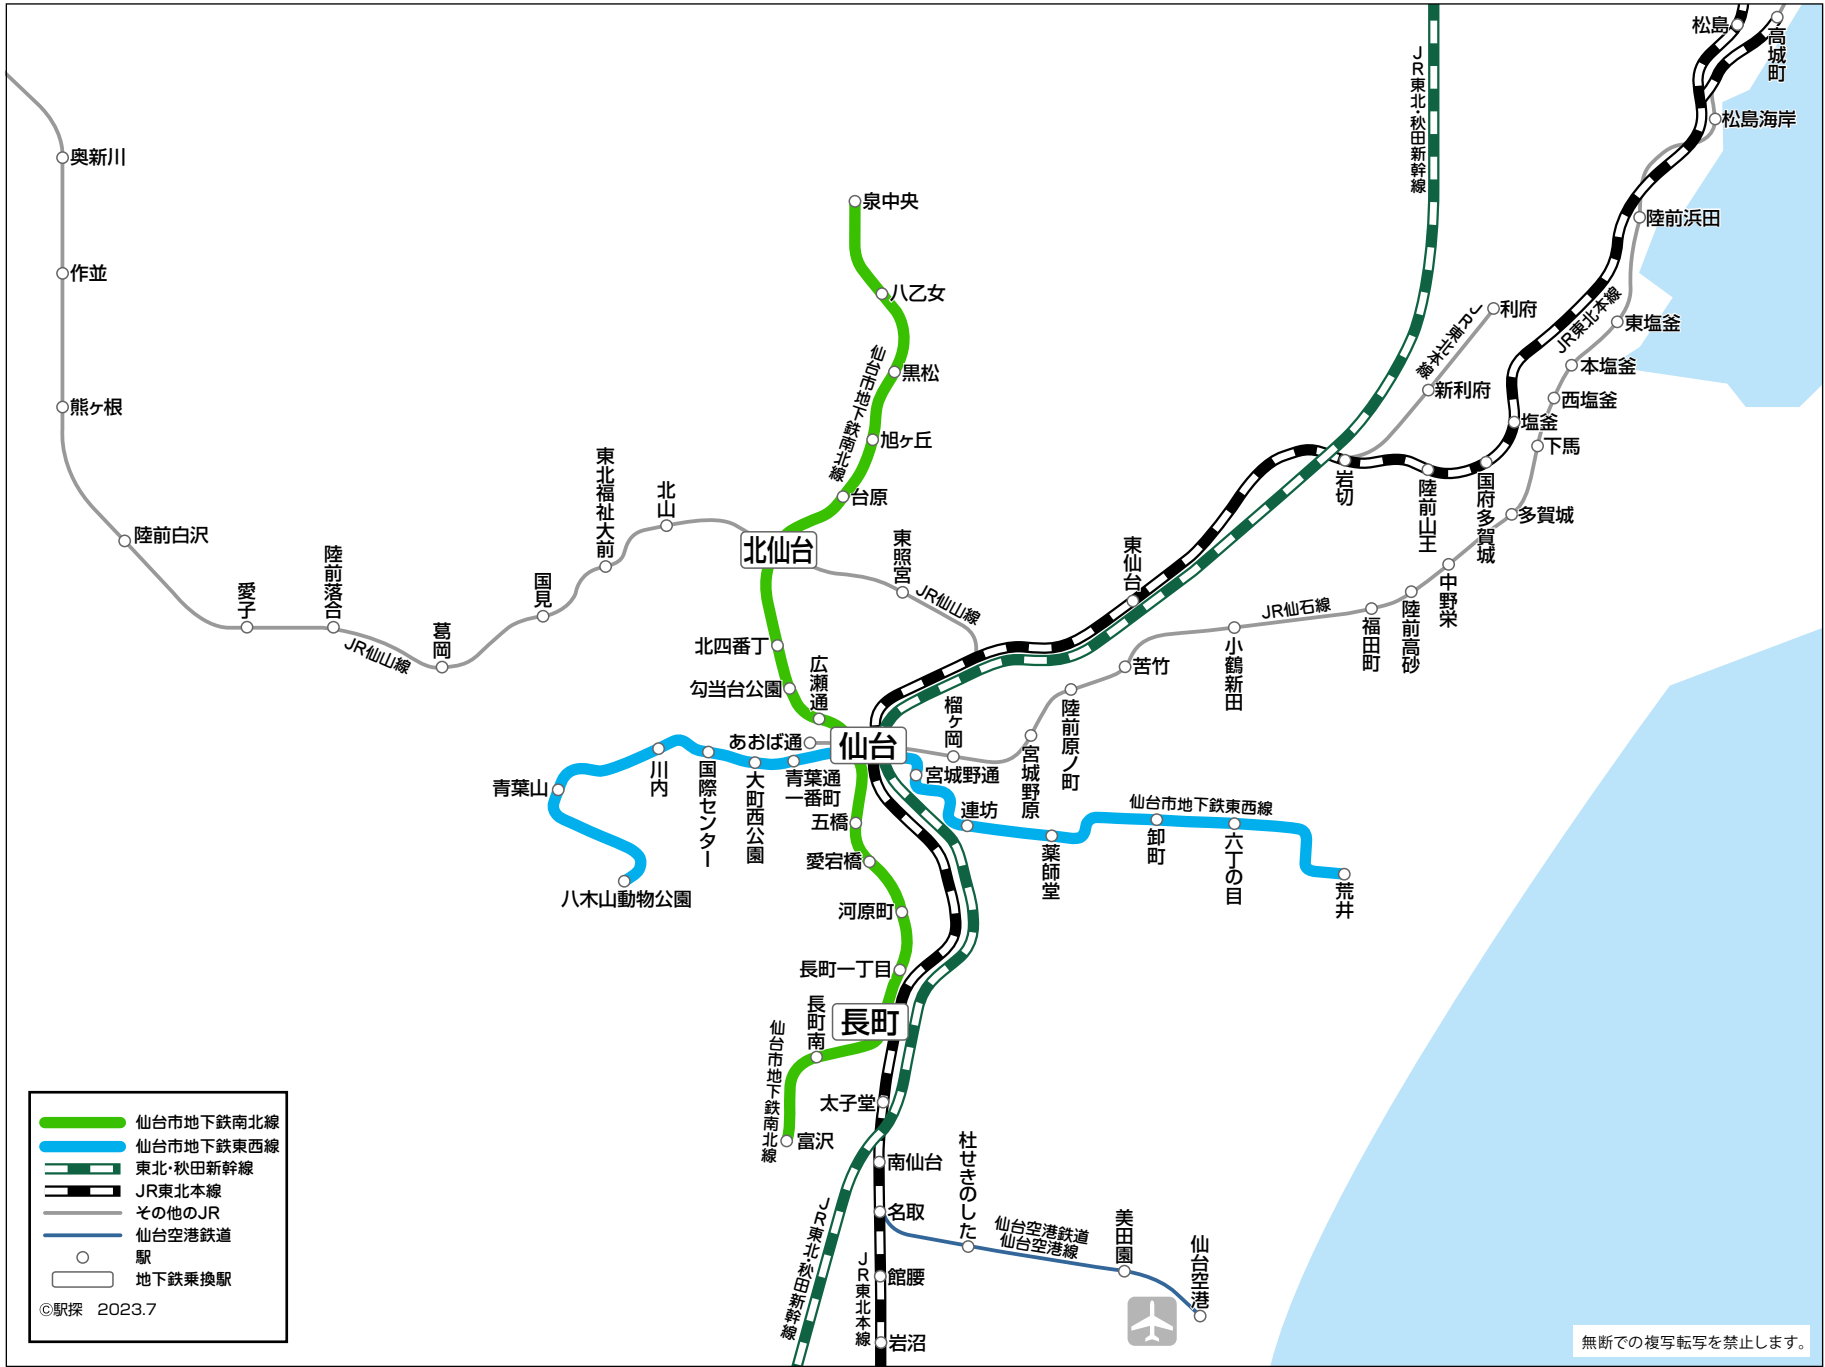 松島
高城町
JR東北・秋田新幹線
松島海岸
奥新川
泉中央
陸前浜田
作並
八乙女
JR東北本線
利府
JR東北本線
東塩釜
仙台市地下鉄南北線
黒松
本塩釜
新利府
西塩釜
熊ヶ根
旭ヶ丘
塩釜
下馬
東北福祉大前
北山
台原
岩切
陸前山王
国府多賀城
多賀城
陸前白沢
陸前落合
北仙台
東照宮
東仙台
愛子
国見
JR仙山線
JR仙石線
中野栄
陸前高砂
福田町
葛岡
JR仙山線
北四番丁
広瀬通
小鶴新田
苦竹
勾当台公園
榴ヶ岡
陸前原ノ町
あおば通
仙台
宮城野原
川内
国際センター
大町西公園
青葉通
一番町
宮城野通
青葉山
連坊
仙台市地下鉄東西線
五橋
薬師堂
卸町
六丁の目
愛宕橋
荒井
八木山動物公園
河原町
長町一丁目
長町南
長町
仙台市地下鉄南北線
太子堂
富沢
南仙台
杜せきのした
名取
仙台空港鉄道
仙台空港線
美田園
仙台空港
JR東北・秋田新幹線
JR東北本線
館腰
岩沼
仙台市地下鉄南北線
仙台市地下鉄東西線
東北・秋田新幹線
JR東北本線
その他のJR
仙台空港鉄道
駅
地下鉄乗換駅
©駅探 2023.7
無断での複写転写を禁止します。